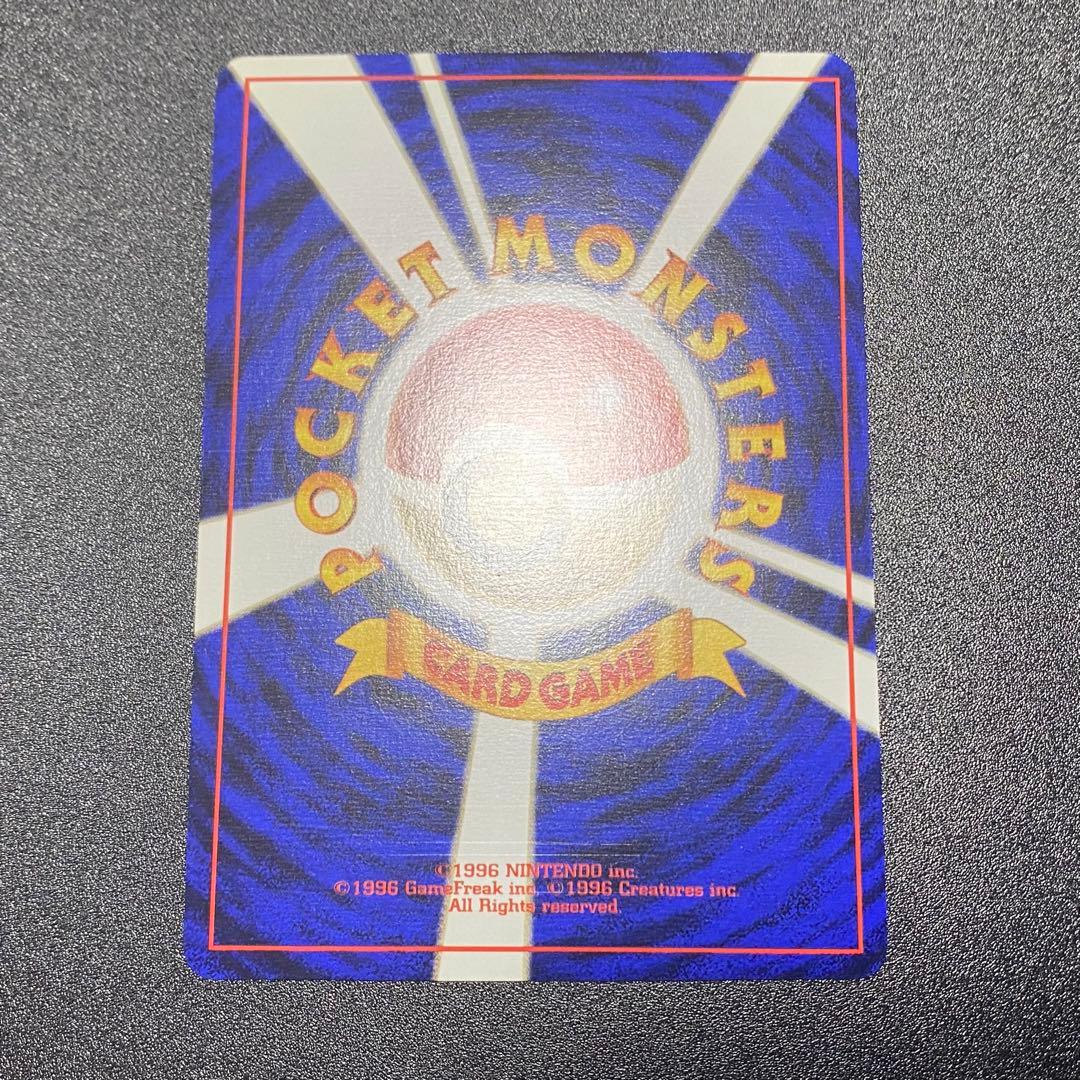 POCKET MONSTERS
CARD GAME
©1996 NINTENDO inc.
©1996 GameFreak inc. ©1996 Creatures inc.
All Rights reserved.